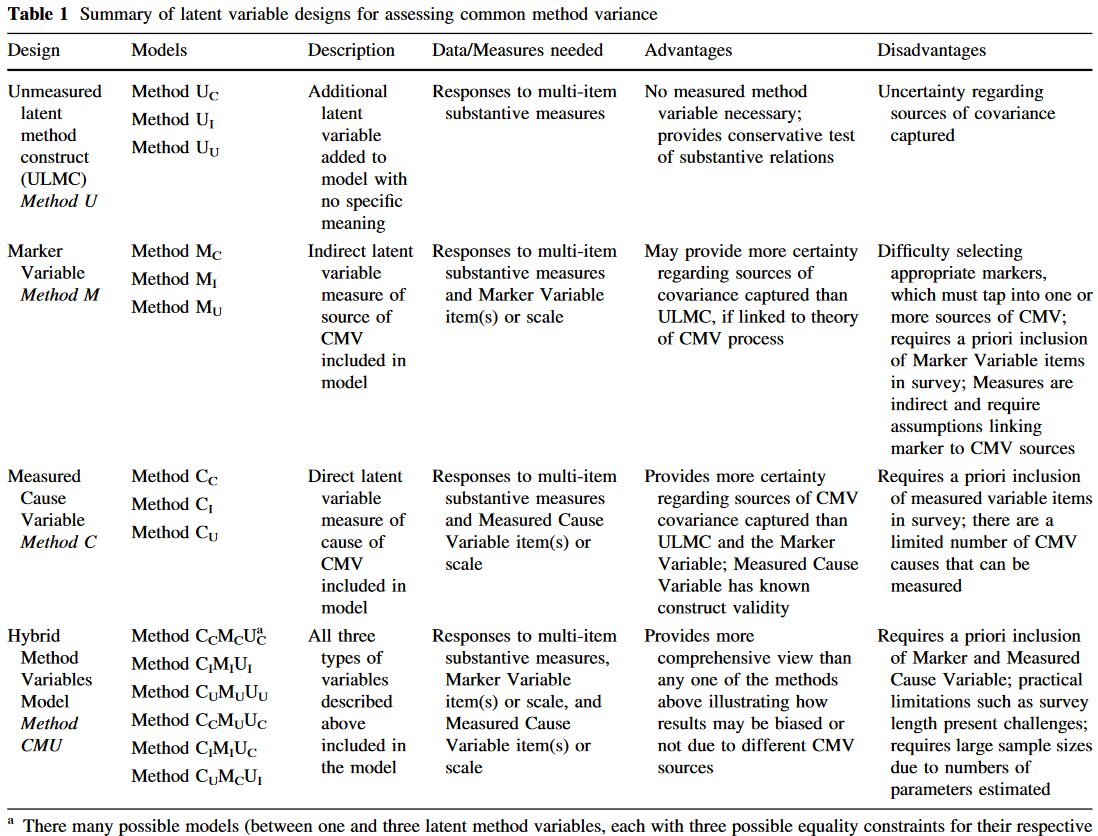 Table 1 Summary of latent variable designs for assessing common method variance
Design Models Description Data/Measures needed Advantages Disadvantages
Unmeasured
latent
method
construct
(ULMC)
Method U
Method U_C
Method U_I
Method U_U
Additional
latent
variable
added to
model with
no specific
meaning
Responses to multi-item
substantive measures
No measured method
variable necessary;
provides conservative test
of substantive relations
Uncertainty regarding
sources of covariance
captured
Marker
Variable
Method M
Method M_C
Method M_I
Method M_U
Indirect latent
variable
measure of
source of
CMV
included in
model
Responses to multi-item
substantive measures
and Marker Variable
item(s) or scale
May provide more certainty
regarding sources of
covariance captured than
ULMC, if linked to theory
of CMV process
Difficulty selecting
appropriate markers,
which must tap into one or
more sources of CMV;
requires a priori inclusion
of Marker Variable items
in survey; Measures are
indirect and require
assumptions linking
marker to CMV sources
Measured
Cause
Variable
Method C
Method C_C
Method C_I
Method C_U
Direct latent
variable
measure of
cause of
CMV
included in
model
Responses to multi-item
substantive measures
and Measured Cause
Variable item(s) or
scale
Provides more certainty
regarding sources of CMV
covariance captured than
ULMC and the Marker
Variable; Measured Cause
Variable has known
construct validity
Requires a priori inclusion
of measured variable items
in survey; there are a
limited number of CMV
causes that can be
measured
Hybrid
Method
Variables
Model
Method
CMU
Method C_CM_CU_C^a
Method C_IM_IU_I
Method C_UM_UU_U
Method C_CM_UU_C
Method C_IM_IU_C
Method C_UM_CU_I
All three
types of
variables
described
above
included in
the model
Responses to multi-item
substantive measures,
Marker Variable
item(s) or scale, and
Measured Cause
Variable item(s) or
scale
Provides more
comprehensive view than
any one of the methods
above illustrating how
results may be biased or
not due to different CMV
sources
Requires a priori inclusion
of Marker and Measured
Cause Variable; practical
limitations such as survey
length present challenges;
requires large sample sizes
due to numbers of
parameters estimated
a There many possible models (between one and three latent method variables, each with three possible equality constraints for their respective